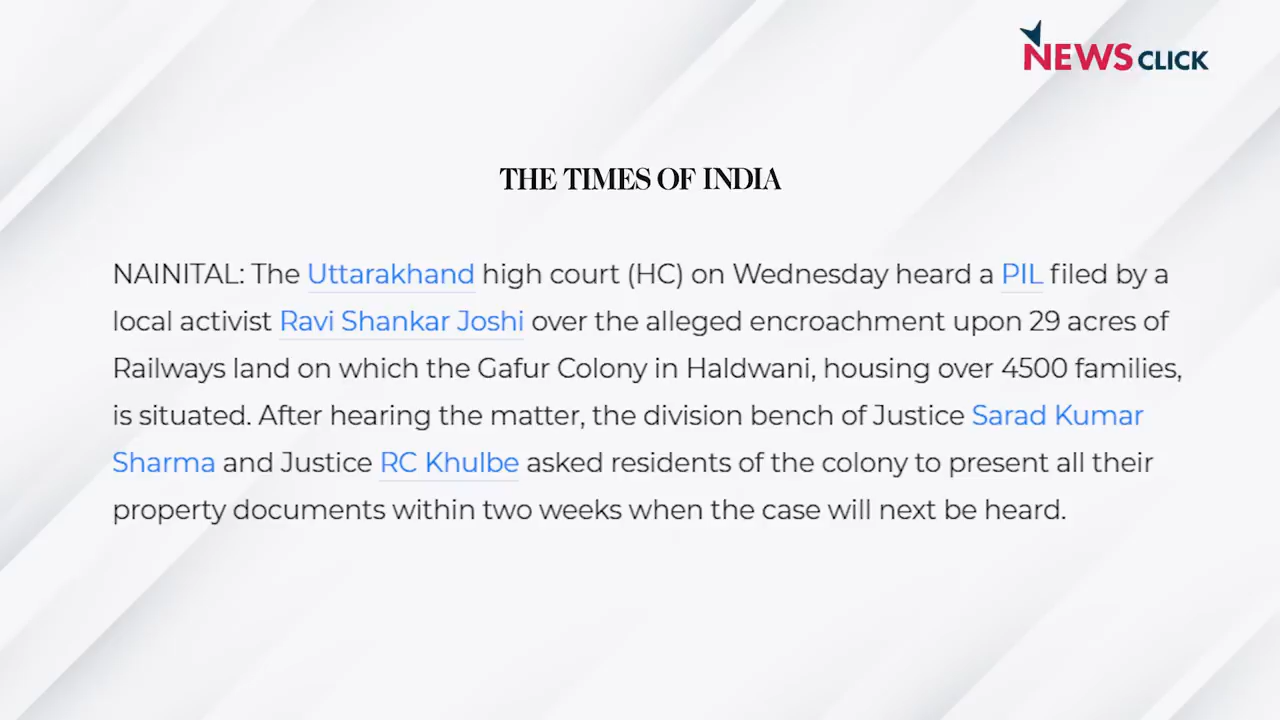 NEWS CLICK
THE TIMES OF INDIA
NAINITAL: The Uttarakhand high court (HC) on Wednesday heard a PIL filed by a
local activist Ravi Shankar Joshi over the alleged encroachment upon 29 acres of
Railways land on which the Gafur Colony in Haldwani, housing over 4500 families,
is situated. After hearing the matter, the division bench of Justice Sarad Kumar
Sharma and Justice RC Khulbe asked residents of the colony to present all their
property documents within two weeks when the case will next be heard.